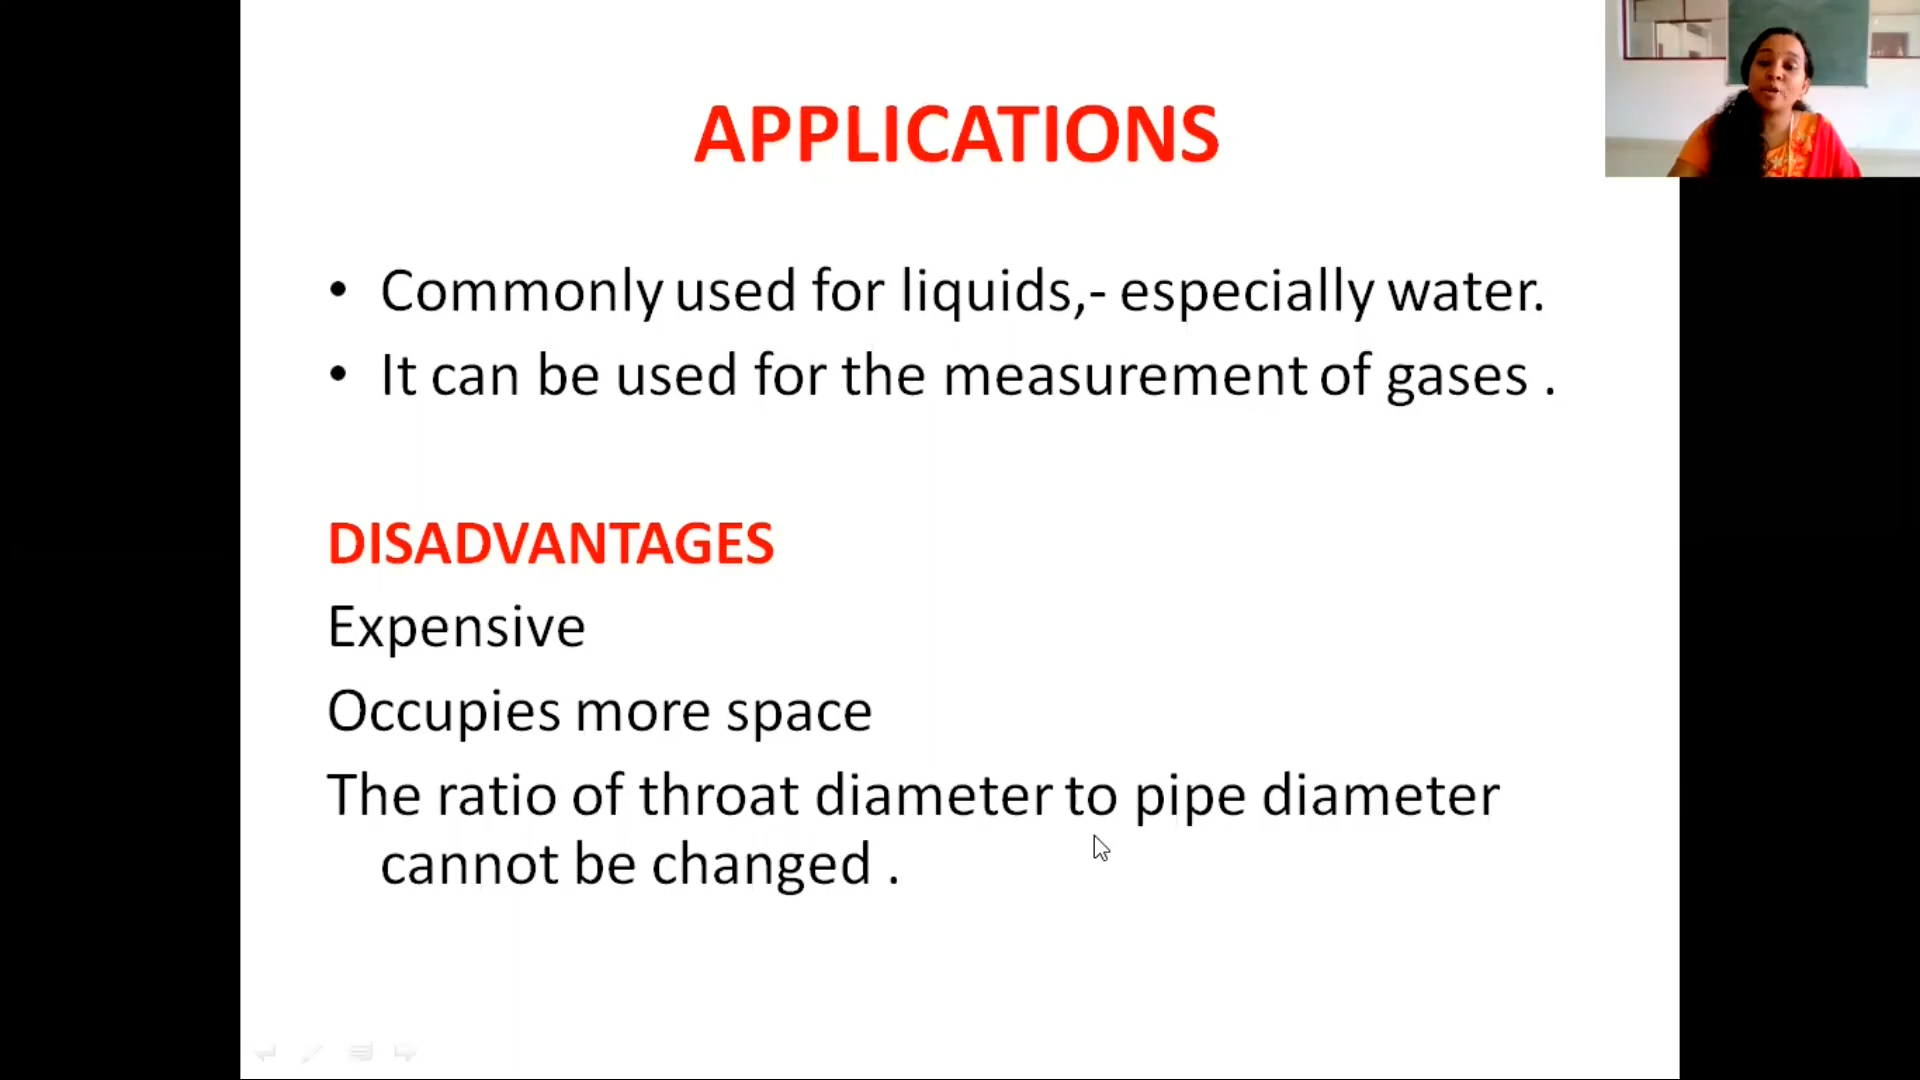 APPLICATIONS
• Commonly used for liquids,- especially water.
• It can be used for the measurement of gases .
DISADVANTAGES
Expensive
Occupies more space
The ratio of throat diameter to pipe diameter
cannot be changed .